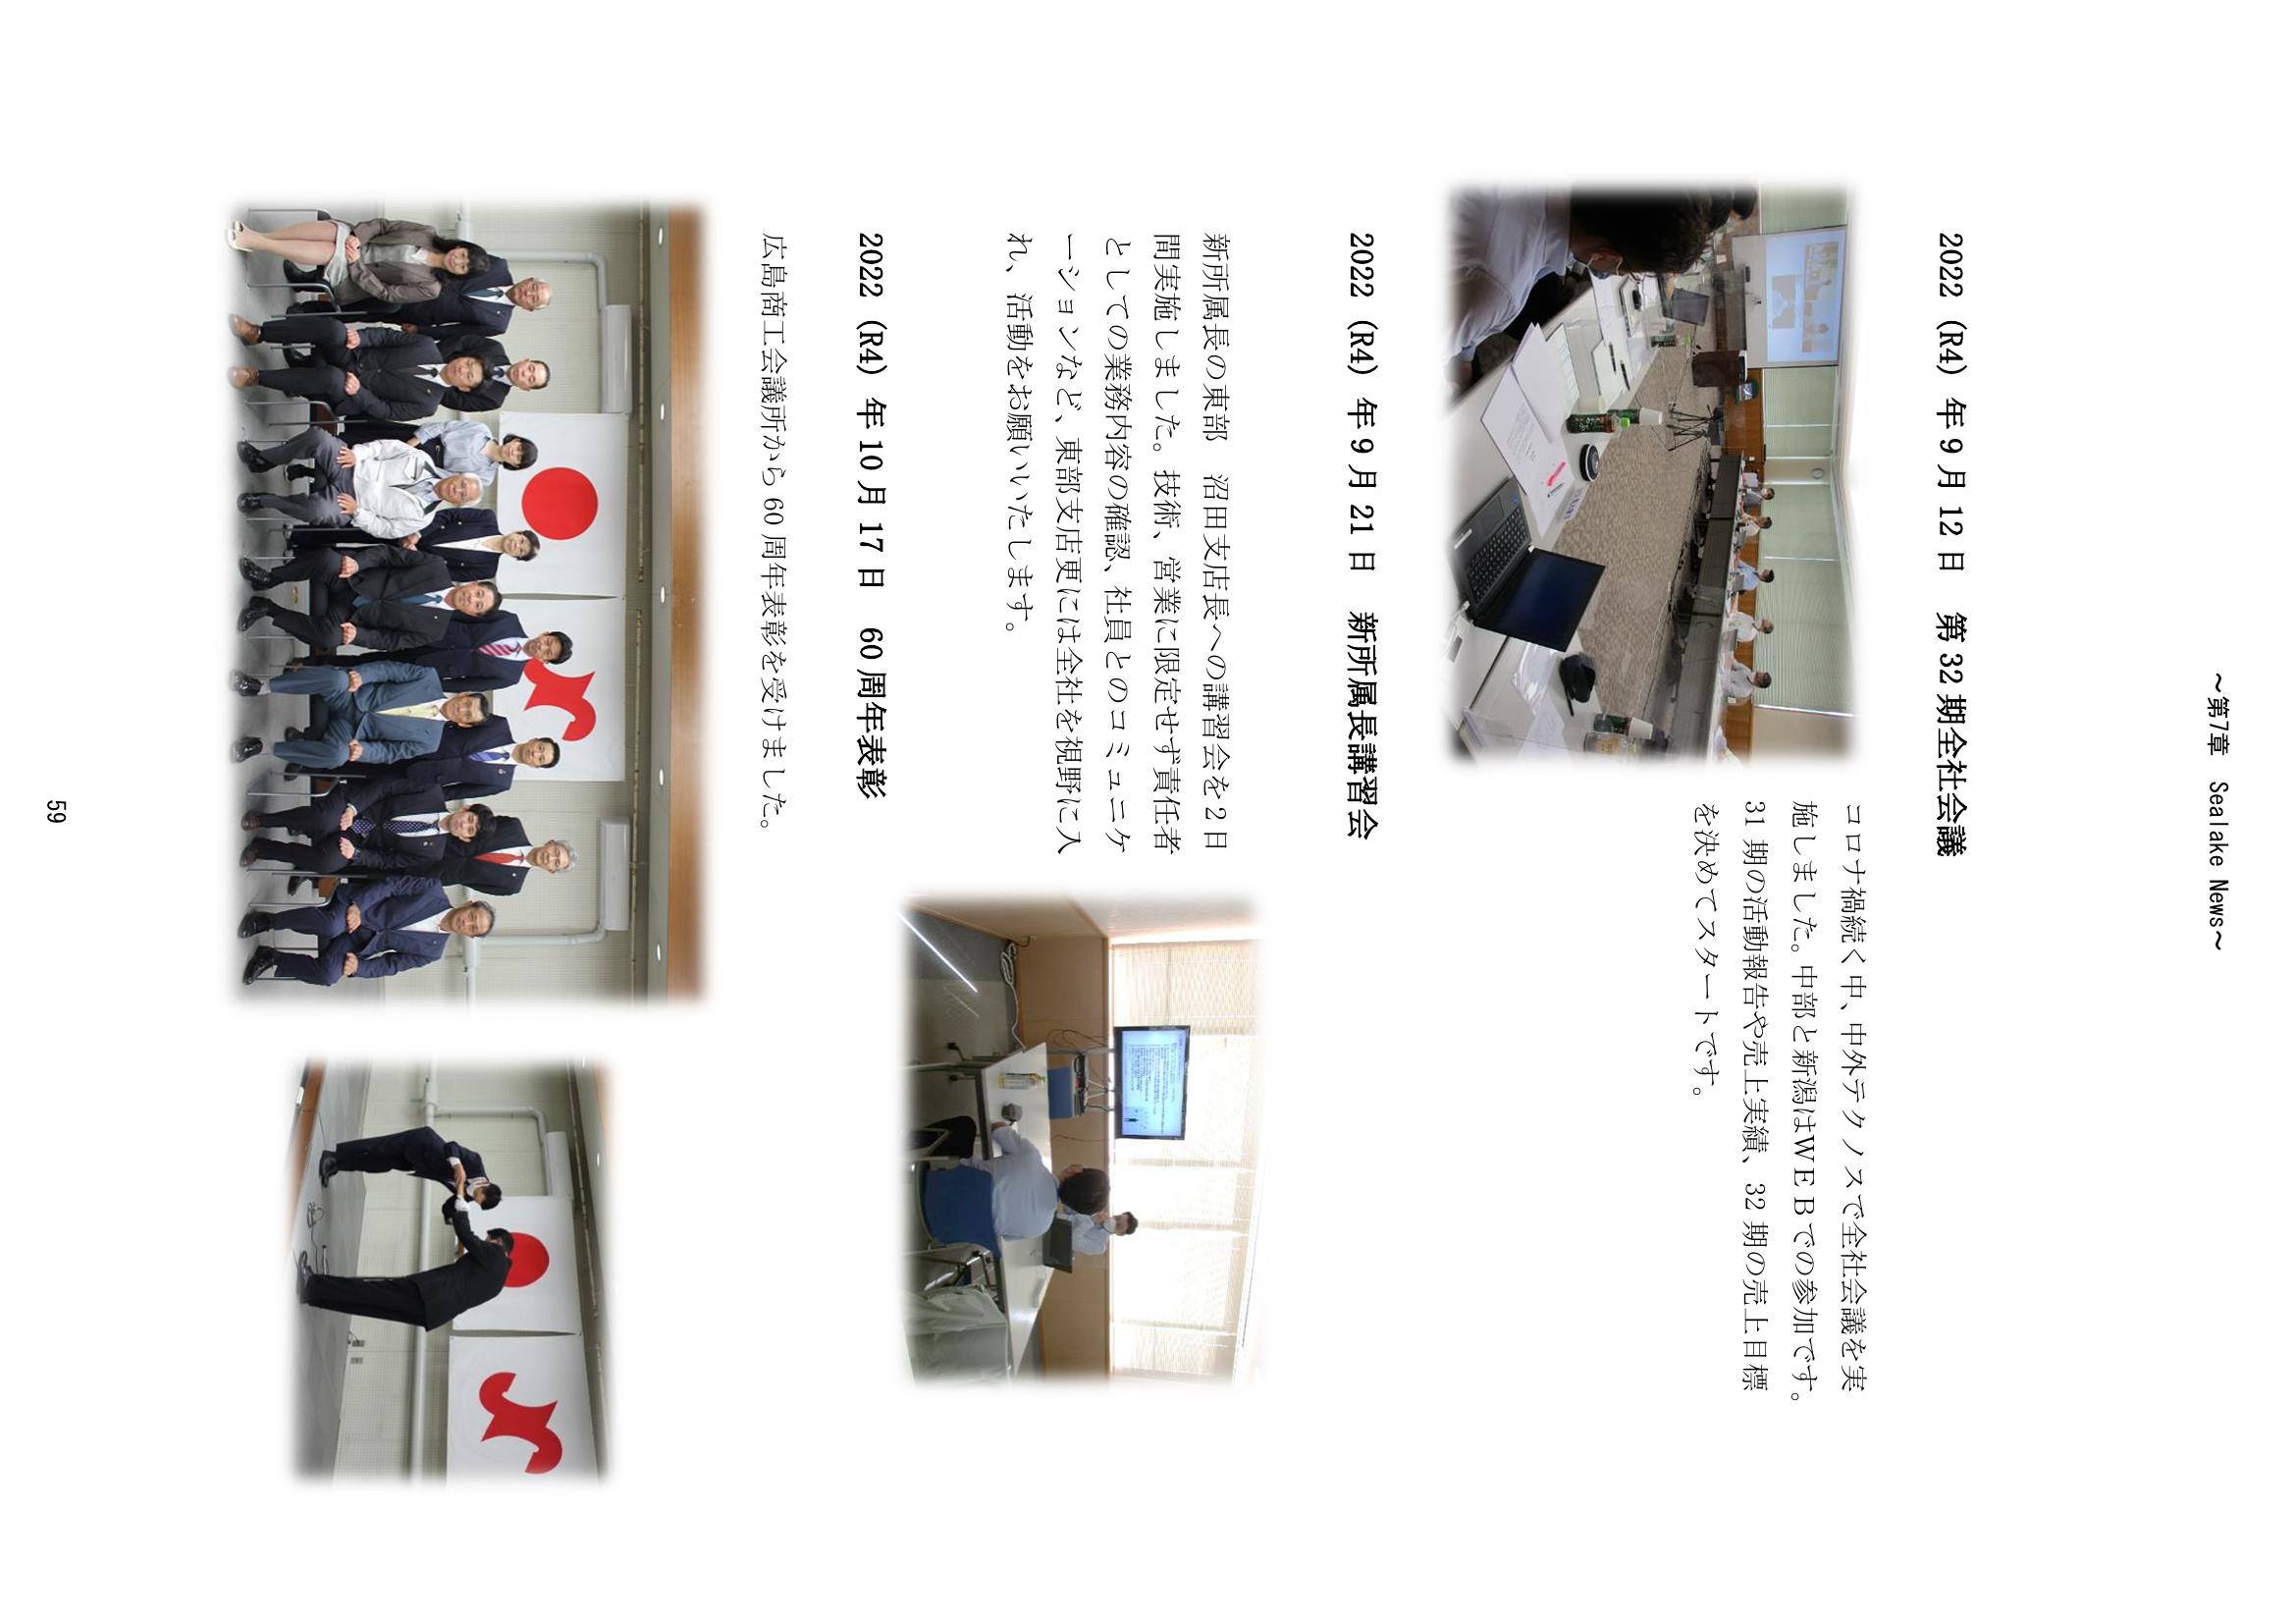 ～第7章　Sealake News～
2022（R4）年9月12日　第32期全社会議
コロナ禍続く中、中外テクノスで全社会議を実
施しました。中部と新潟はWEBでの参加です。
31 期の活動報告や売上実績、32 期の売上目標
を決めてスタートです。
2022（R4）年9月21日　新所属長講習会
新所属長の東部　沼田支店長への講習会を2日
間実施しました。技術、営業に限定せず責任者
としての業務内容の確認、社員とのコミュニケ
ーションなど、東部支店更には全社を視野に入
れ、活動をお願いいたします。
2022（R4）年10月17日　60周年表彰
広島商工会議所から60周年表彰を受けました。
59